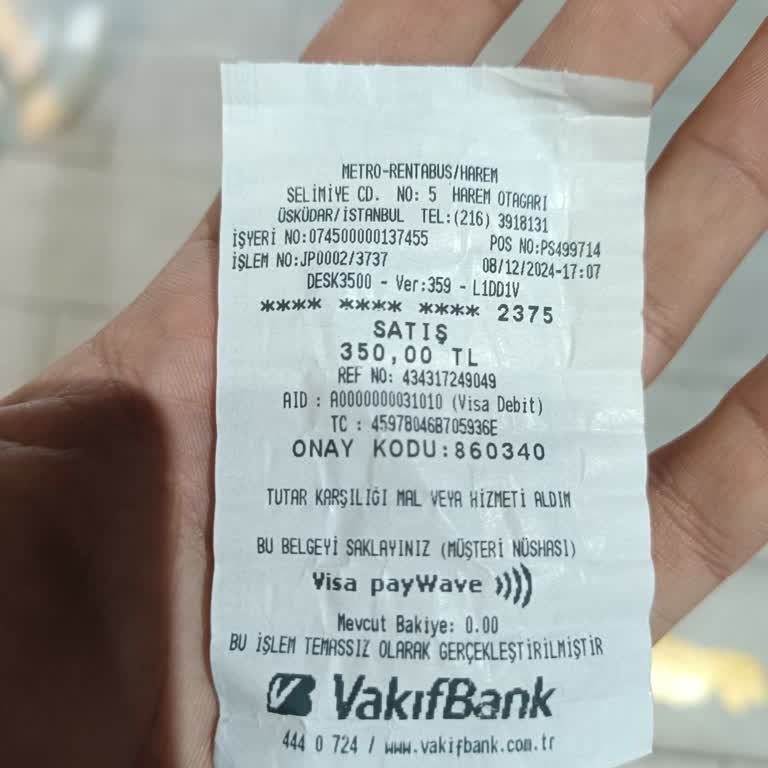 METRO-RENTABUS/HAREM
SELİMİYE CD. NO: 5 HAREM OTAGARI
ÜSKÜDAR/İSTANBUL TEL:(216) 3918131
İŞYERİ NO:074500000137455 POS NO:PS499714
İŞLEM NO:JP0002/3737 08/12/2024-17:07
DESK3500 - Ver:359 - L1DD1V
**** **** **** 2375
SATIŞ
350,00 TL
REF NO: 434317249049
AID : A0000000031010 (Visa Debit)
TC : 4597B046B705936E
ONAY KODU:860340
TUTAR KARŞILIĞI MAL VEYA HİZMETİ ALDIM
BU BELGEYİ SAKLAYINIZ (MÜŞTERİ NÜSHASI)
Visa payWave
Mevcut Bakiye: 0.00
BU İŞLEM TEMASSIZ OLARAK GERÇEKLEŞTİRİLMİŞTİR
VakıfBank
444 0 724 / www.vakifbank.com.tr